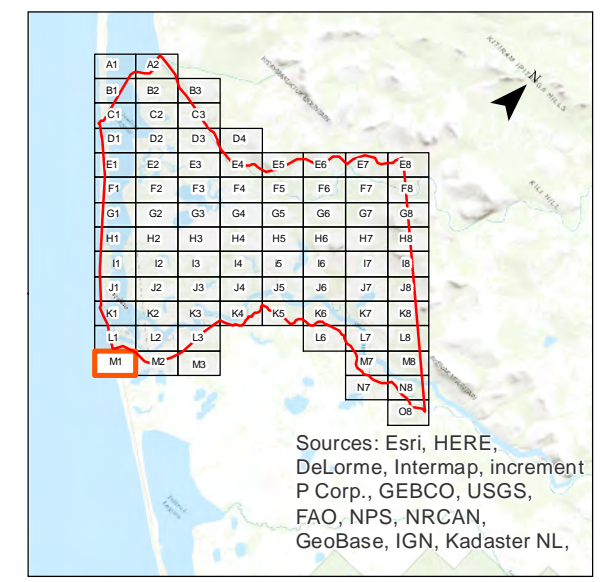 KITIRAM IPIENGA HILLS
N
A1 A2
B1 B2 B3
C1 C2 C3
D1 D2 D3 D4
E1 E2 E3 E4 E5 E6 E7 E8
F1 F2 F3 F4 F5 F6 F7 F8
G1 G2 G3 G4 G5 G6 G7 G8
H1 H2 H3 H4 H5 H6 H7 H8
I1 I2 I3 I4 i5 I6 I7 I8
J1 J2 J3 J4 J5 J6 J7 J8
K1 K2 K3 K4 K5 K6 K7 K8
L1 L2 L3 L6 L7 L8
M1 M2 M3 M7 M8
N7 N8
O8
KILI HILL
Sources: Esri, HERE,
DeLorme, Intermap, increment
P Corp., GEBCO, USGS,
FAO, NPS, NRCAN,
GeoBase, IGN, Kadaster NL,